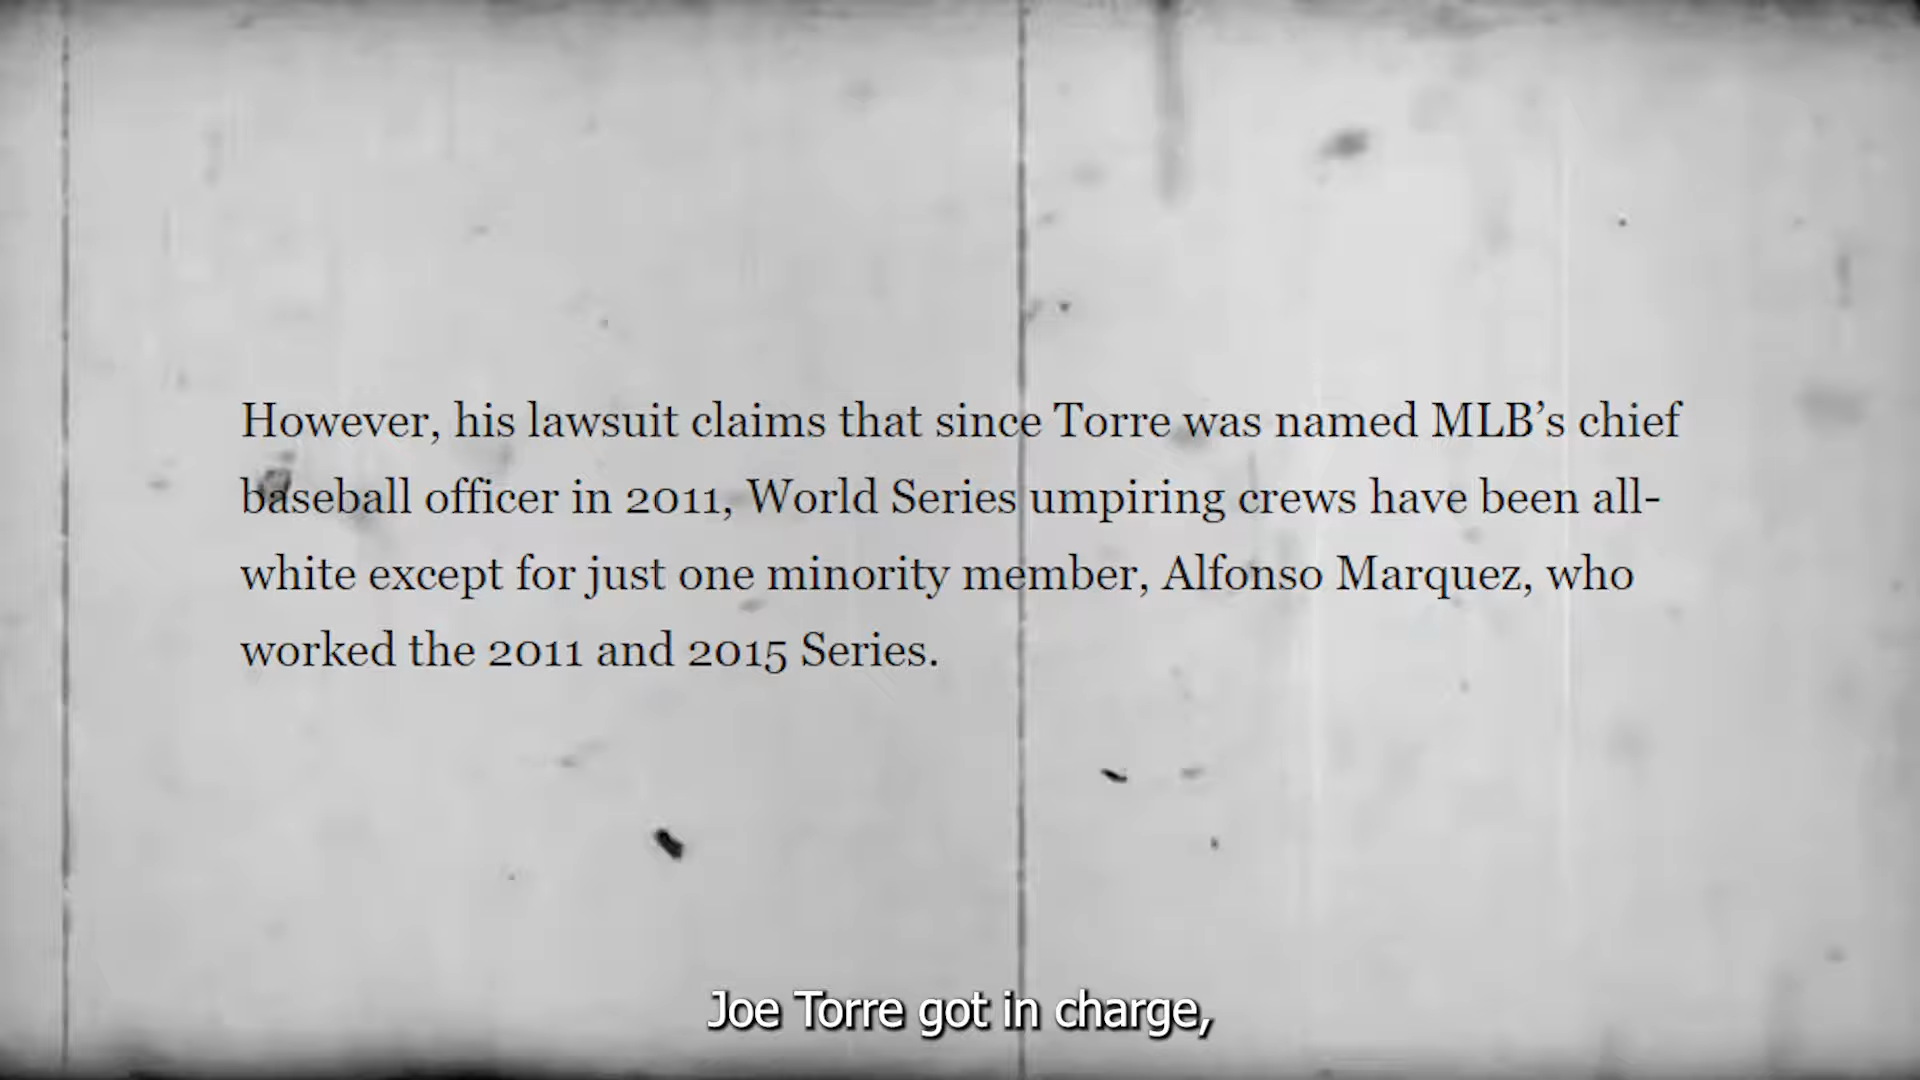 However, his lawsuit claims that since Torre was named MLB’s chief
baseball officer in 2011, World Series umpiring crews have been all-
white except for just one minority member, Alfonso Marquez, who
worked the 2011 and 2015 Series.
Joe Torre got in charge,